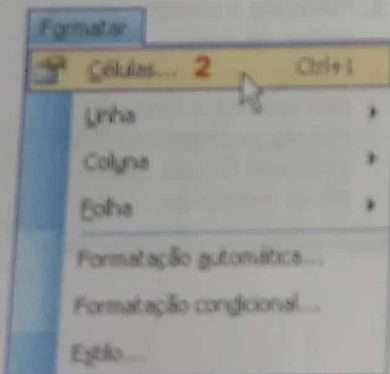 Formatar
Células... 2 Ctrl+1
Linha
Coluna
Folha
Formatação automática...
Formatação condicional...
Estilo...